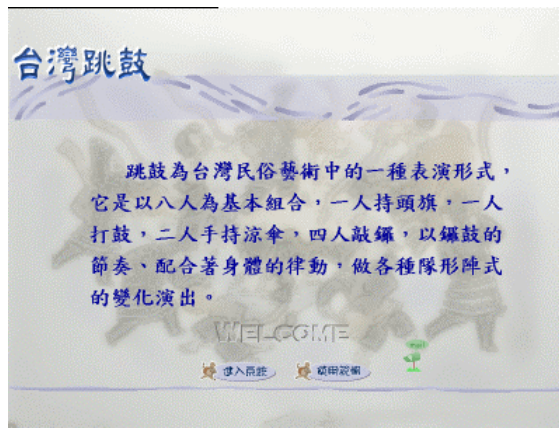 台灣跳鼓
跳鼓為台灣民俗藝術中的一種表演形式，
它是以八人為基本組合，一人持頭旗，一人
打鼓，二人手持涼傘，四人敲鑼，以鑼鼓的
節奏、配合著身體的律動，做各種隊形陣式
的變化演出。
WELCOME
進入系統